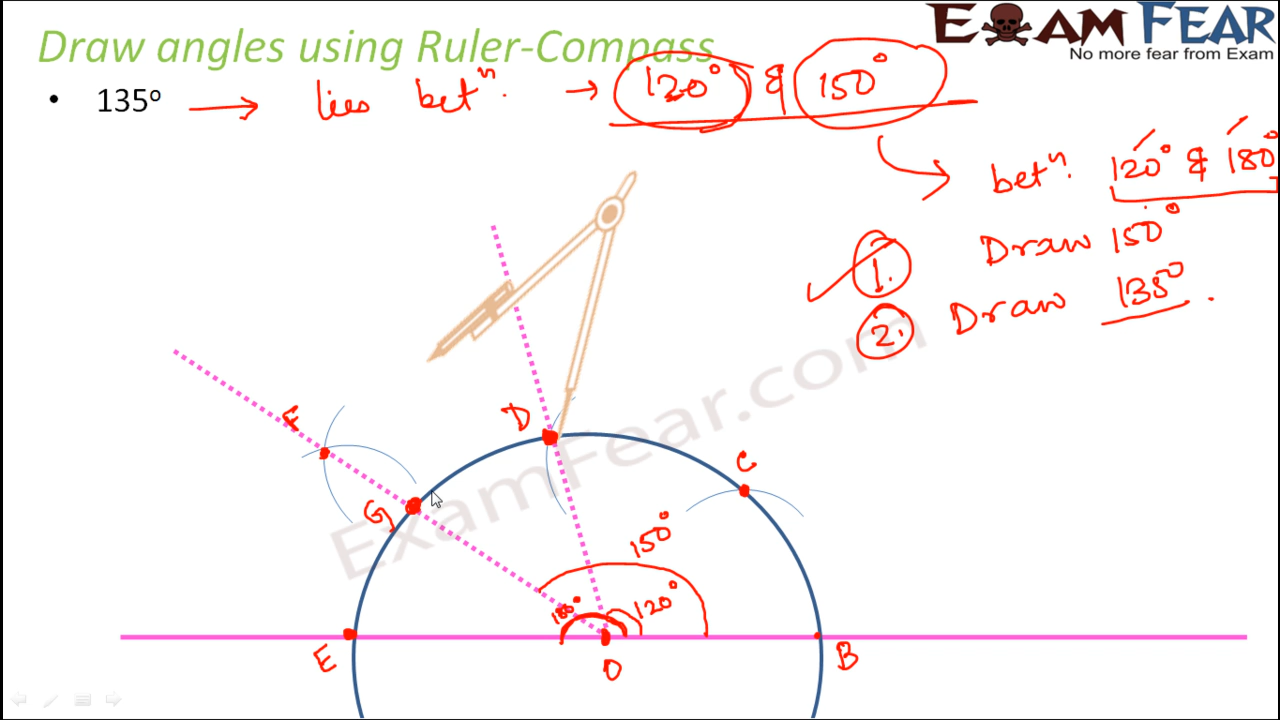 Draw angles using Ruler-Compass
EXAMFEAR
No more fear from Exam
• 135° → lies betⁿ. → 120° & 150°
betⁿ. 120° & 180°
1. Draw 150°
2. Draw 135°.
ExamFear.com
F
D
C
G
150°
180°
120°
E
O
B